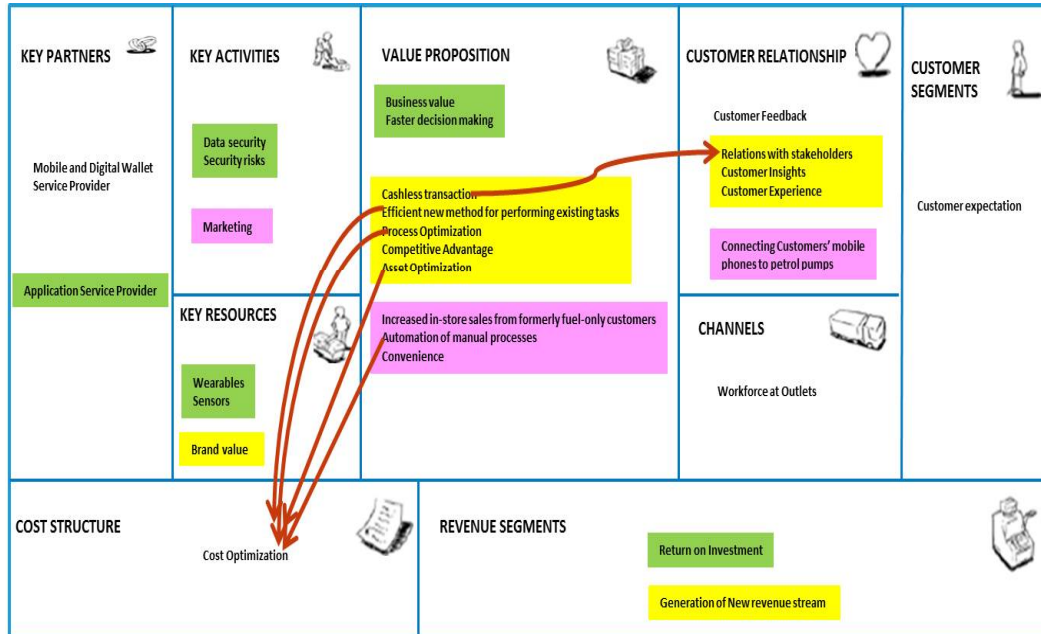 KEY PARTNERS
Mobile and Digital Wallet
Service Provider
Application Service Provider
KEY ACTIVITIES
Data security
Security risks
Marketing
KEY RESOURCES
Wearables
Sensors
Brand value
VALUE PROPOSITION
Business value
Faster decision making
Cashless transaction
Efficient new method for performing existing tasks
Process Optimization
Competitive Advantage
Asset Optimization
Increased in-store sales from formerly fuel-only customers
Automation of manual processes
Convenience
CUSTOMER RELATIONSHIP
Customer Feedback
Relations with stakeholders
Customer Insights
Customer Experience
Connecting Customers' mobile
phones to petrol pumps
CHANNELS
Workforce at Outlets
CUSTOMER
SEGMENTS
Customer expectation
COST STRUCTURE
Cost Optimization
REVENUE SEGMENTS
Return on Investment
Generation of New revenue stream